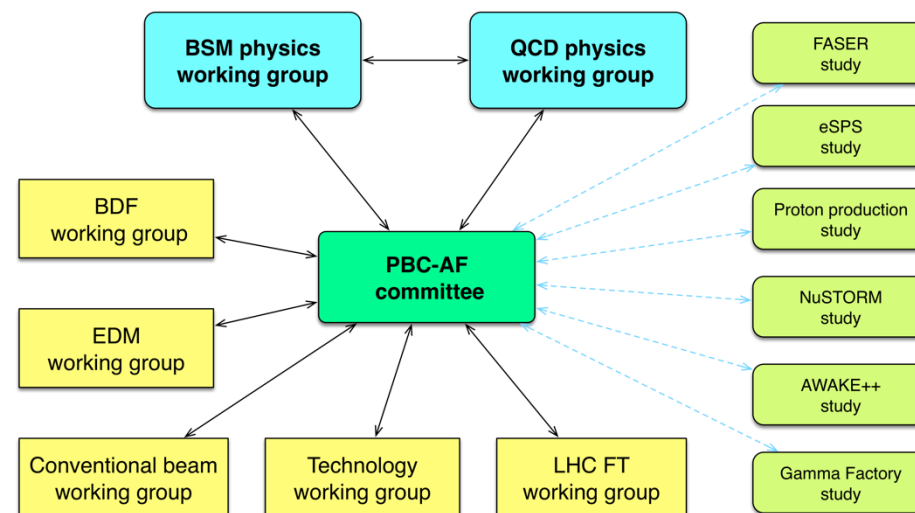 BSM physics
working group
QCD physics
working group
FASER
study
eSPS
study
Proton production
study
NuSTORM
study
AWAKE++
study
Gamma Factory
study
BDF
working group
EDM
working group
PBC-AF
committee
Conventional beam
working group
Technology
working group
LHC FT
working group